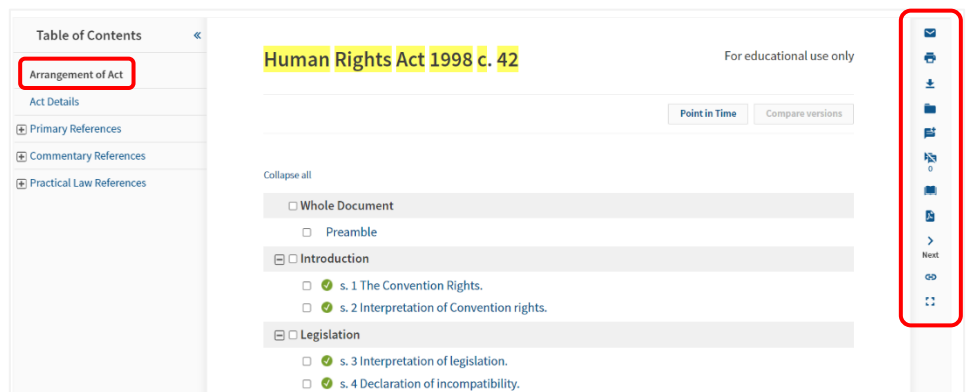 Table of Contents «
Arrangement of Act
Act Details
Primary References
Commentary References
Practical Law References
Human Rights Act 1998 c. 42
For educational use only
Point in Time
Compare versions
Collapse all
Whole Document
Preamble
Introduction
s. 1 The Convention Rights.
s. 2 Interpretation of Convention rights.
Legislation
s. 3 Interpretation of legislation.
s. 4 Declaration of incompatibility.
0
Next